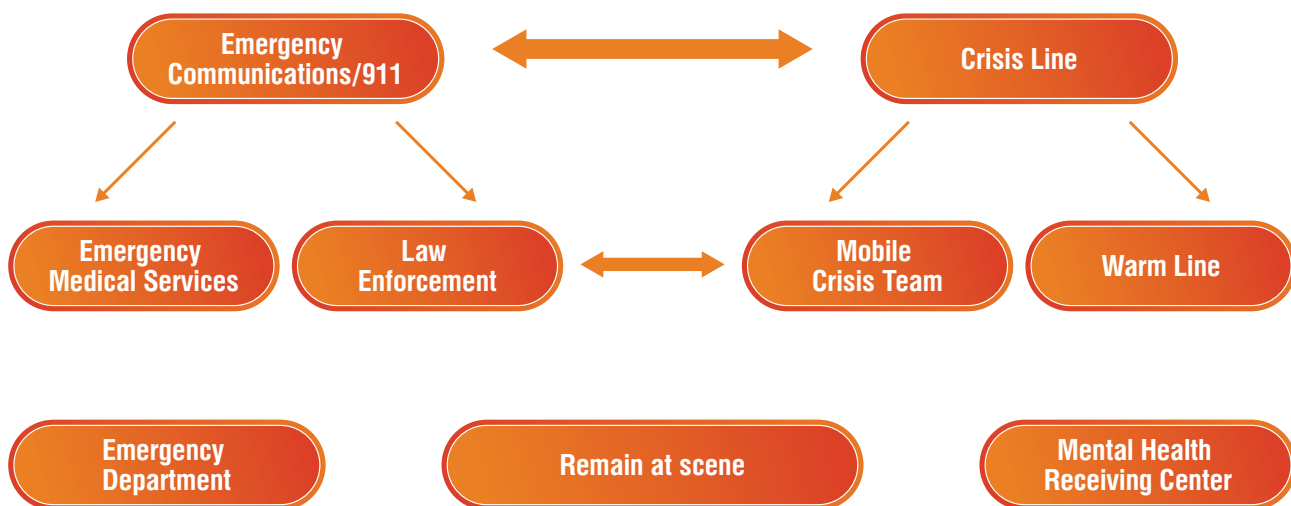 Emergency
Communications/911
Crisis Line
Emergency
Medical Services
Law
Enforcement
Mobile
Crisis Team
Warm Line
Emergency
Department
Remain at scene
Mental Health
Receiving Center